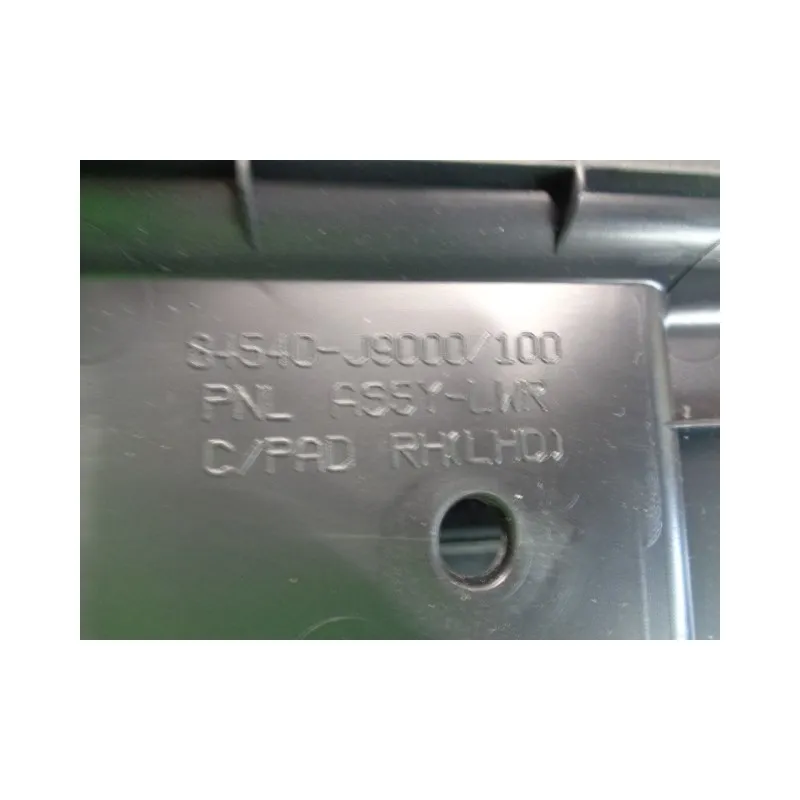 84540-J9000/100
PNL ASSY-LWR
C/PAD RH(LHD)